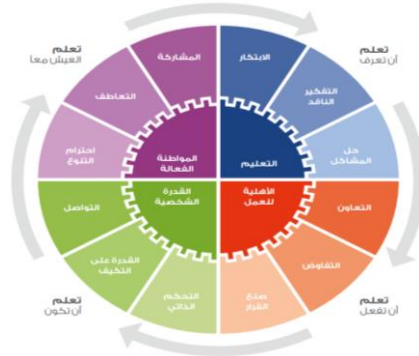 تعلم
أن تعرف
الابتكار
التفكير
الناقد
حل
المشاكل
التعليم
التعاون
التفاوض
صنع
القرار
الأهلية
للعمل
تعلم
أن تفعل
التحكم
الذاتي
القدرة على
التكيف
التواصل
القدرة
الشخصية
تعلم
أن تكون
احترام
التنوع
التعاطف
المشاركة
المواطنة
الفعالة
تعلم
العيش معا